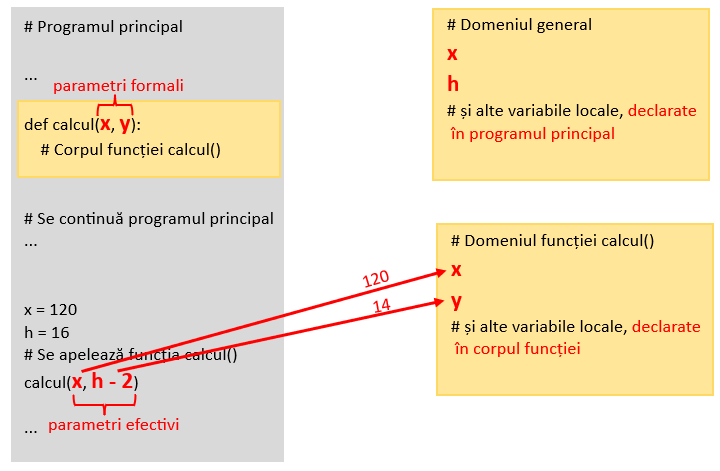 # Programul principal
...
parametri formali
def calcul(x, y):
# Corpul funcției calcul()
# Se continuă programul principal
...
x = 120
h = 16
# Se apelează funcția calcul()
calcul(x, h - 2)
parametri efectivi
...
120
14
# Domeniul general
x
h
# și alte variabile locale, declarate
în programul principal
# Domeniul funcției calcul()
x
y
# și alte variabile locale, declarate
în corpul funcției